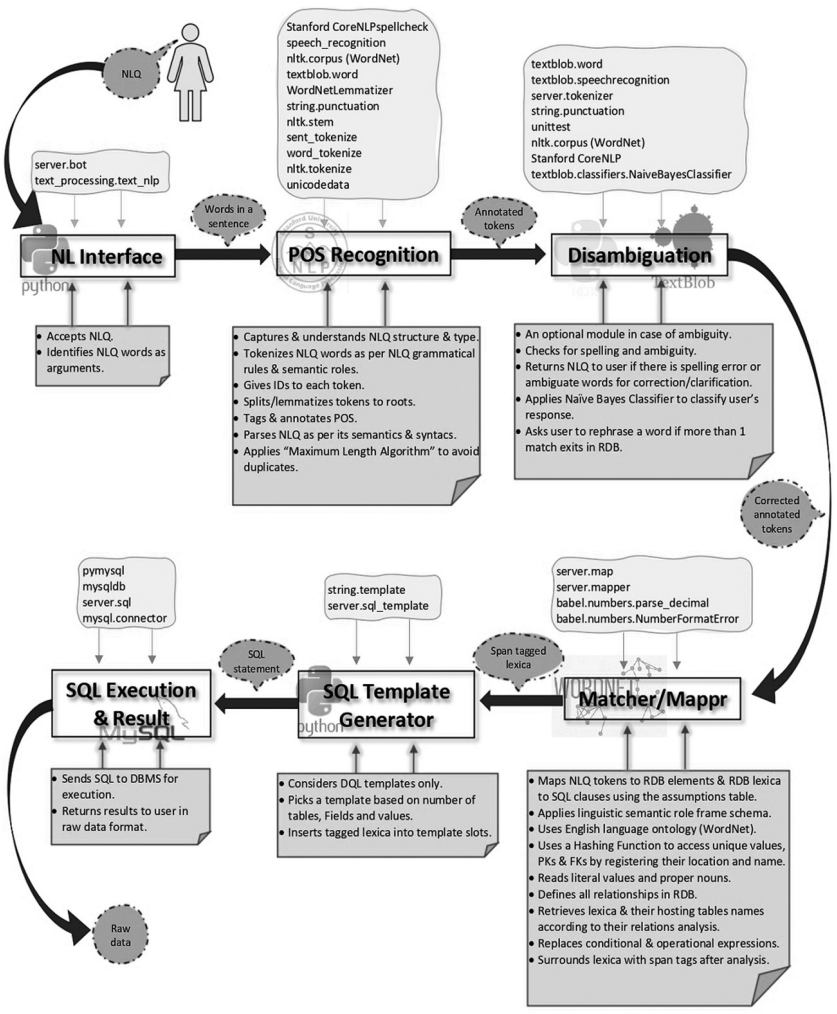 NLQ
server.bot
text_processing.text_nlp
Stanford CoreNLPspellcheck
speech_recognition
nltk.corpus (WordNet)
textblob.word
WordNetLemmatizer
string.punctuation
nltk.stem
sent_tokenize
word_tokenize
nltk.tokenize
unicodedata
textblob.word
textblob.speechrecognition
server.tokenizer
string.punctuation
unittest
nltk.corpus (WordNet)
Stanford CoreNLP
textblob.classifiers.NaiveBayesClassifier
Words in a
sentence
Annotated
tokens
NL Interface
python
POS Recognition
NLP
Disambiguation
TextBlob
• Accepts NLQ.
• Identifies NLQ words as
arguments.
• Captures & understands NLQ structure & type.
• Tokenizes NLQ words as per NLQ grammatical
rules & semantic roles.
• Gives IDs to each token.
• Splits/lemmatizes tokens to roots.
• Tags & annotates POS.
• Parses NLQ as per its semantics & syntacs.
• Applies “Maximum Length Algorithm” to avoid
duplicates.
• An optional module in case of ambiguity.
• Checks for spelling and ambiguity.
• Returns NLQ to user if there is spelling error or
ambiguate words for correction/clarification.
• Applies Naïve Bayes Classifier to classify user’s
response.
• Asks user to rephrase a word if more than 1
match exits in RDB.
Corrected
annotated
tokens
server.map
server.mapper
babel.numbers.parse_decimal
babel.numbers.NumberFormatError
string.template
server.sql_template
pymysql
mysqldb
server.sql
mysql.connector
Span tagged
lexica
SQL
statement
WORDNET
Matcher/Mappr
SQL Template
Generator
python
SQL Execution
& Result
MySQL
• Maps NLQ tokens to RDB elements & RDB lexica
to SQL clauses using the assumptions table.
• Applies linguistic semantic role frame schema.
• Uses English language ontology (WordNet).
• Uses a Hashing Function to access unique values,
PKs & FKs by registering their location and name.
• Reads literal values and proper nouns.
• Defines all relationships in RDB.
• Retrieves lexica & their hosting tables names
according to their relations analysis.
• Replaces conditional & operational expressions.
• Surrounds lexica with span tags after analysis.
• Considers DQL templates only.
• Picks a template based on number of
tables, Fields and values.
• Inserts tagged lexica into template slots.
• Sends SQL to DBMS for
execution.
• Returns results to user in
raw data format.
Raw
data